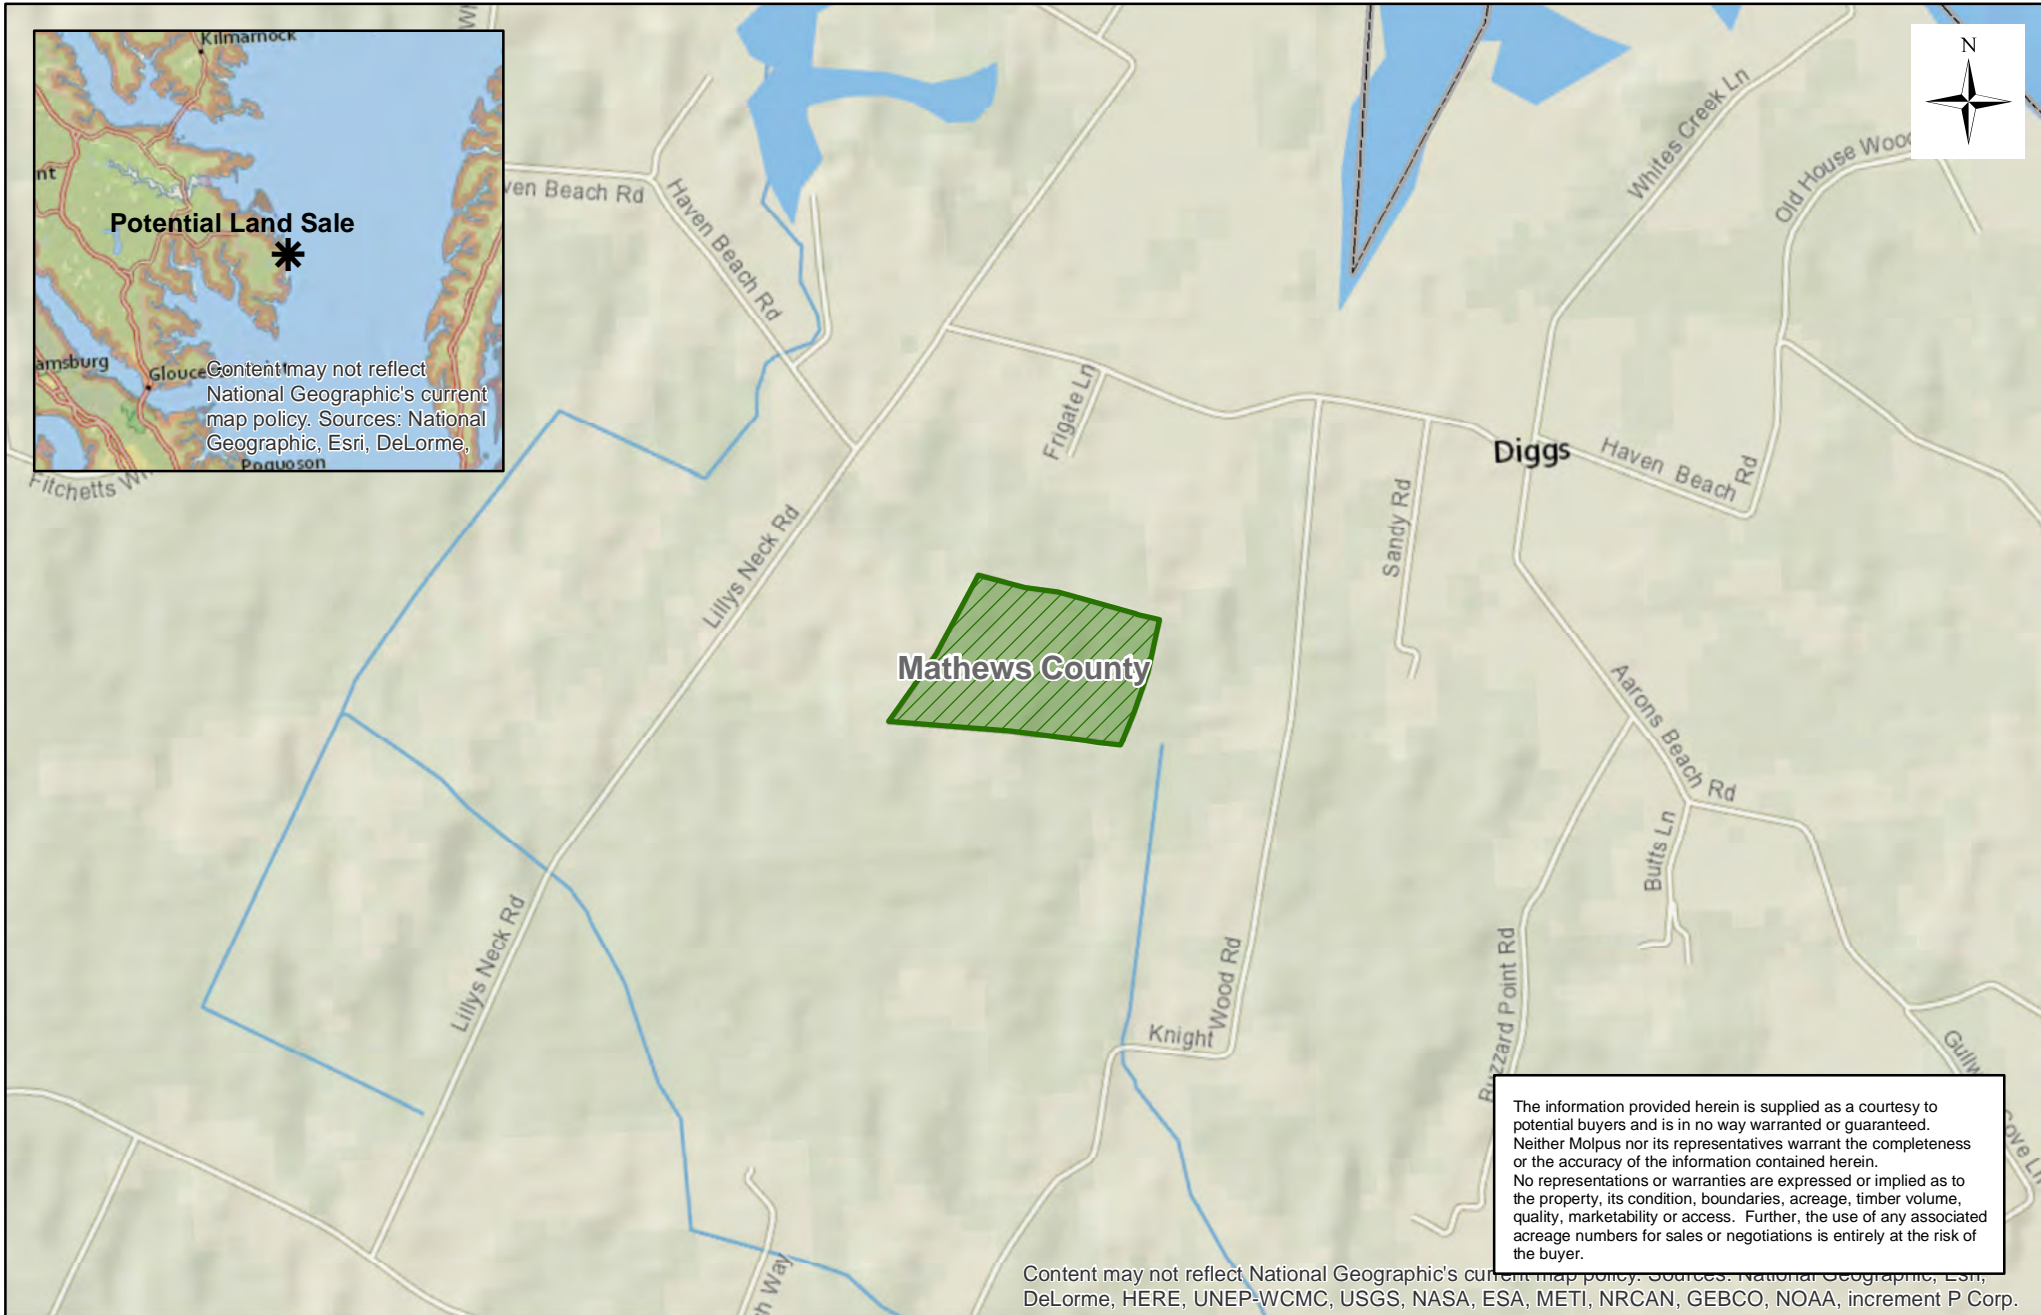 Kilmarnock
nt
Potential Land Sale
amsburg
Content may not reflect
National Geographic's current
map policy. Sources: National
Geographic, Esri, DeLorme,
Glouce
Poquoson
N
ven Beach Rd
Haven Beach Rd
Whites Creek Ln
Old House Woo
Frigate Ln
Diggs
Haven Beach Rd
Sandy Rd
Fitchetts
Lillys Neck Rd
Mathews County
Aarons Beach Rd
Butts Ln
Lillys Neck Rd
Buzzard Point Rd
Knight Wood Rd
Gullw
ove Ln
h Way
The information provided herein is supplied as a courtesy to
potential buyers and is in no way warranted or guaranteed.
Neither Molpus nor its representatives warrant the completeness
or the accuracy of the information contained herein.
No representations or warranties are expressed or implied as to
the property, its condition, boundaries, acreage, timber volume,
quality, marketability or access. Further, the use of any associated
acreage numbers for sales or negotiations is entirely at the risk of
the buyer.
Content may not reflect National Geographic's current map policy. Sources: National Geographic, Esri,
DeLorme, HERE, UNEP-WCMC, USGS, NASA, ESA, METI, NRCAN, GEBCO, NOAA, increment P Corp.